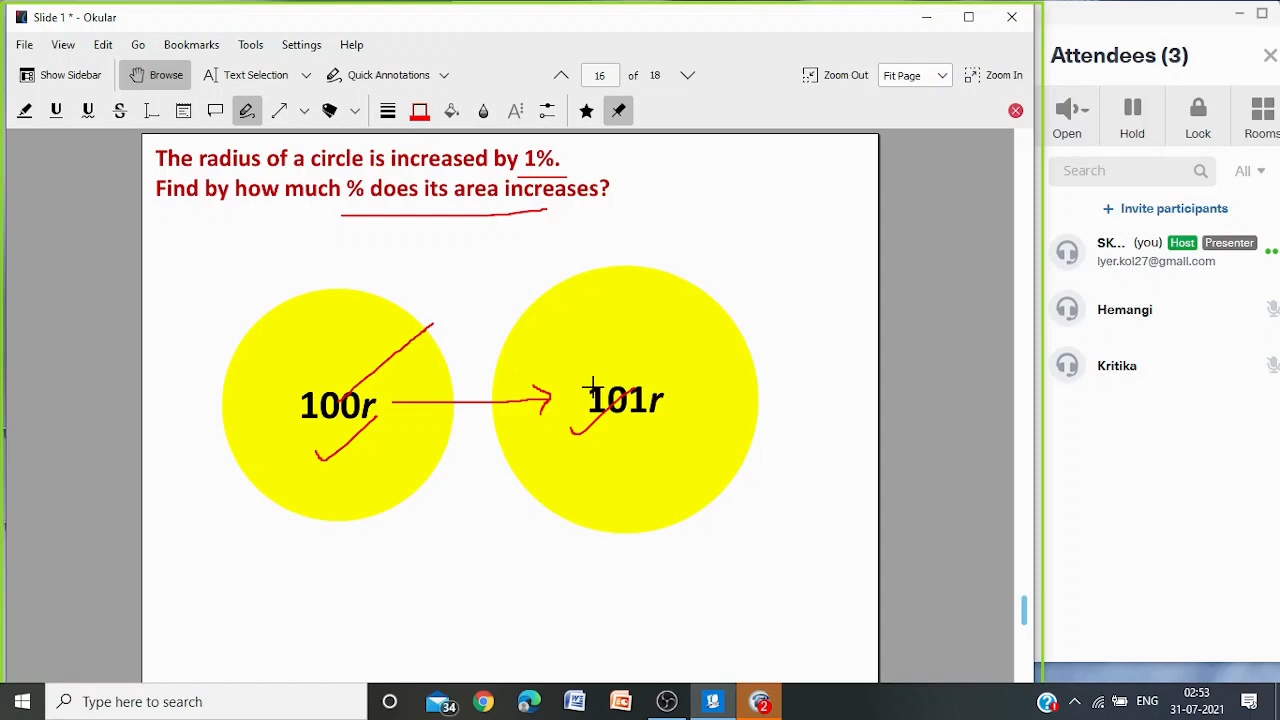 Slide 1 * - Okular
File View Edit Go Bookmarks Tools Settings Help
Show Sidebar Browse Text Selection Quick Annotations 16 of 18 Zoom Out Fit Page Zoom In
The radius of a circle is increased by 1%.
Find by how much % does its area increases?
100r
101r
Attendees (3)
Open Hold Lock Rooms
Search All
+ Invite participants
SK... (you) Host Presenter
lyer.kol27@gmail.com
Hemangi
Kritika
Type here to search
34
2
ENG
02:53
31-07-2021